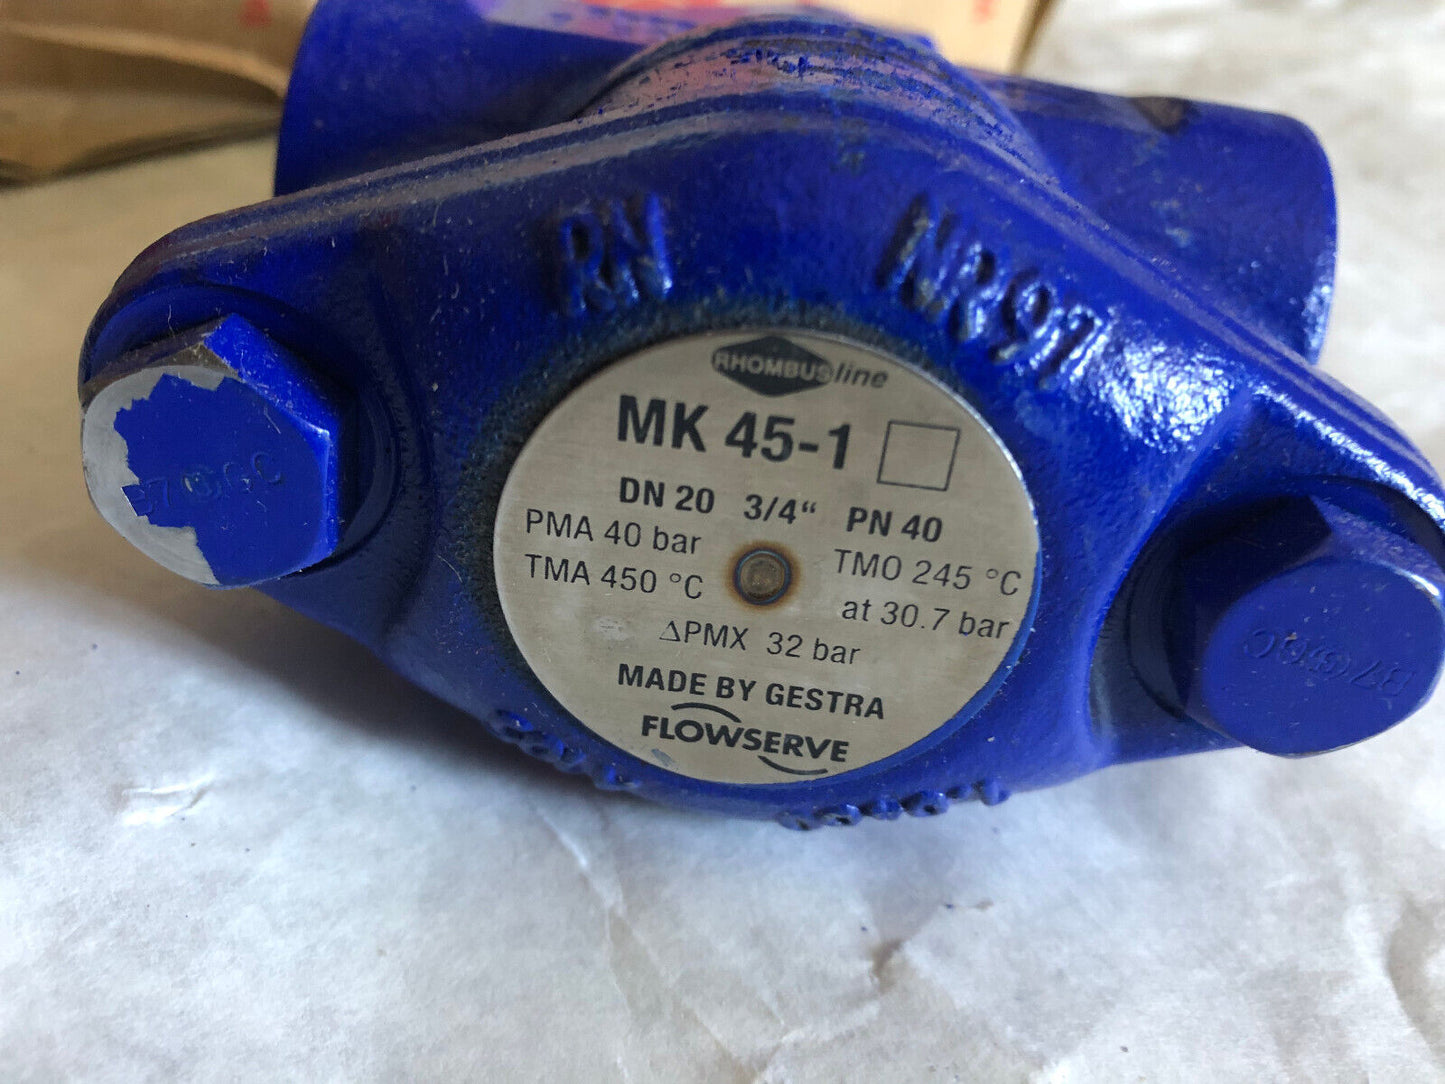 RN NR97
RHOMBUSline
MK 45-1
DN 20 3/4“ PN 40
PMA 40 bar
TMO 245 °C
TMA 450 °C
at 30.7 bar
ΔPMX 32 bar
MADE BY GESTRA
FLOWSERVE